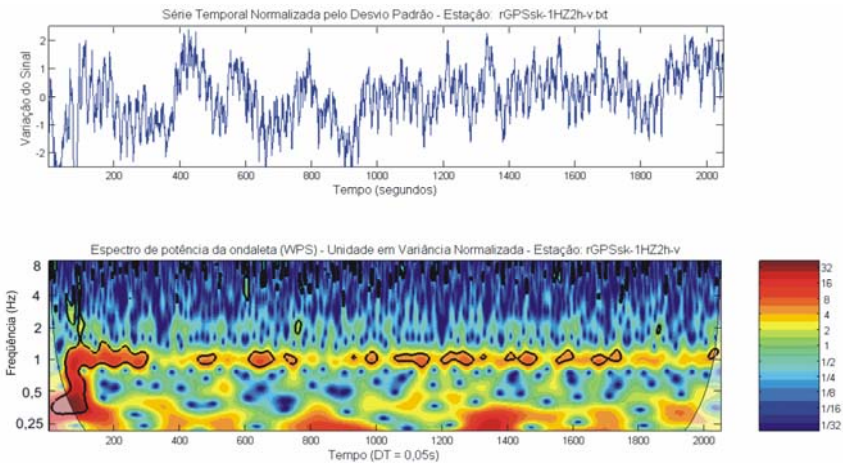 Série Temporal Normalizada pelo Desvio Padrão - Estação: rGPSsk-1HZ2h-v.txt
Variação do Sinal
2
1
0
-1
-2
200 400 600 800 1000 1200 1400 1600 1800 2000
Tempo (segundos)
Espectro de potência da ondaleta (WPS) - Unidade em Variância Normalizada - Estação: rGPSsk-1HZ2h-v
Freqüência (Hz)
8
4
2
1
0,5
0,25
200 400 600 800 1000 1200 1400 1600 1800 2000
Tempo (DT = 0,05s)
32
16
8
4
2
1
1/2
1/4
1/8
1/16
1/32